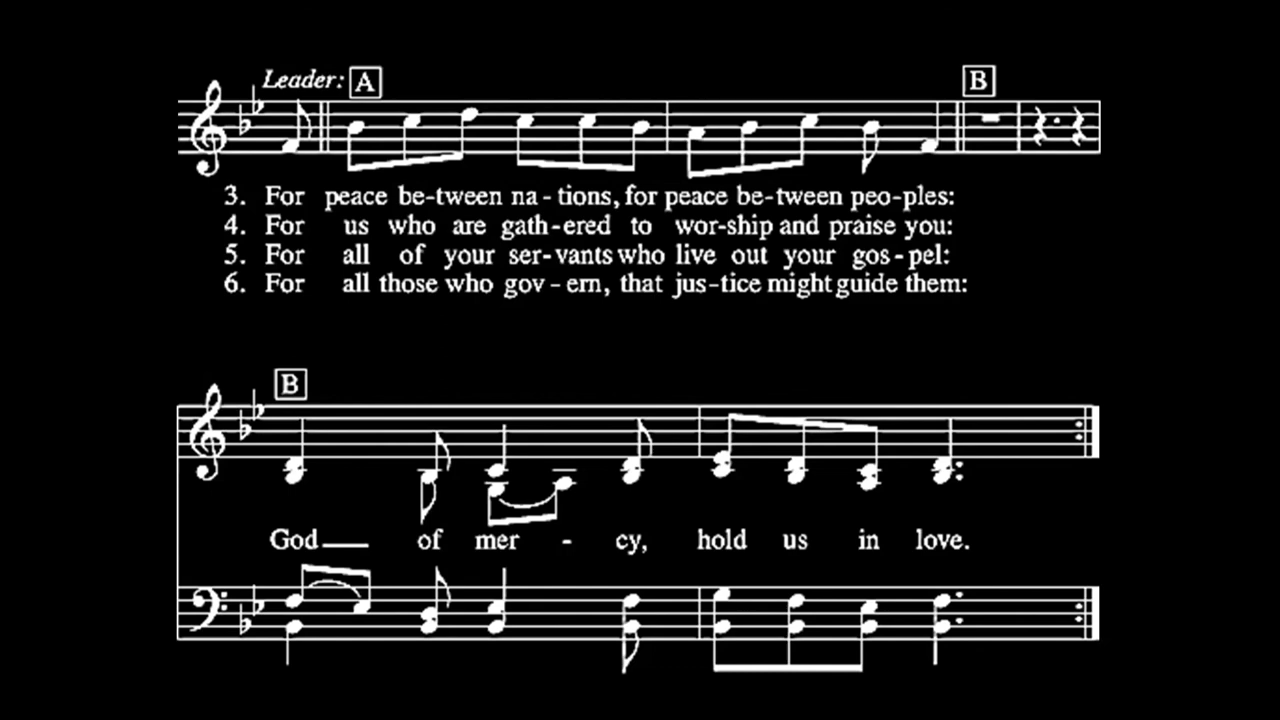 Leader: A B
3. For peace be-tween na-tions, for peace be-tween peo-ples:
4. For us who are gath-ered to wor-ship and praise you:
5. For all of your ser-vants who live out your gos-pel:
6. For all those who gov-ern, that jus-tice might guide them:
B
God__ of mer - cy, hold us in love.